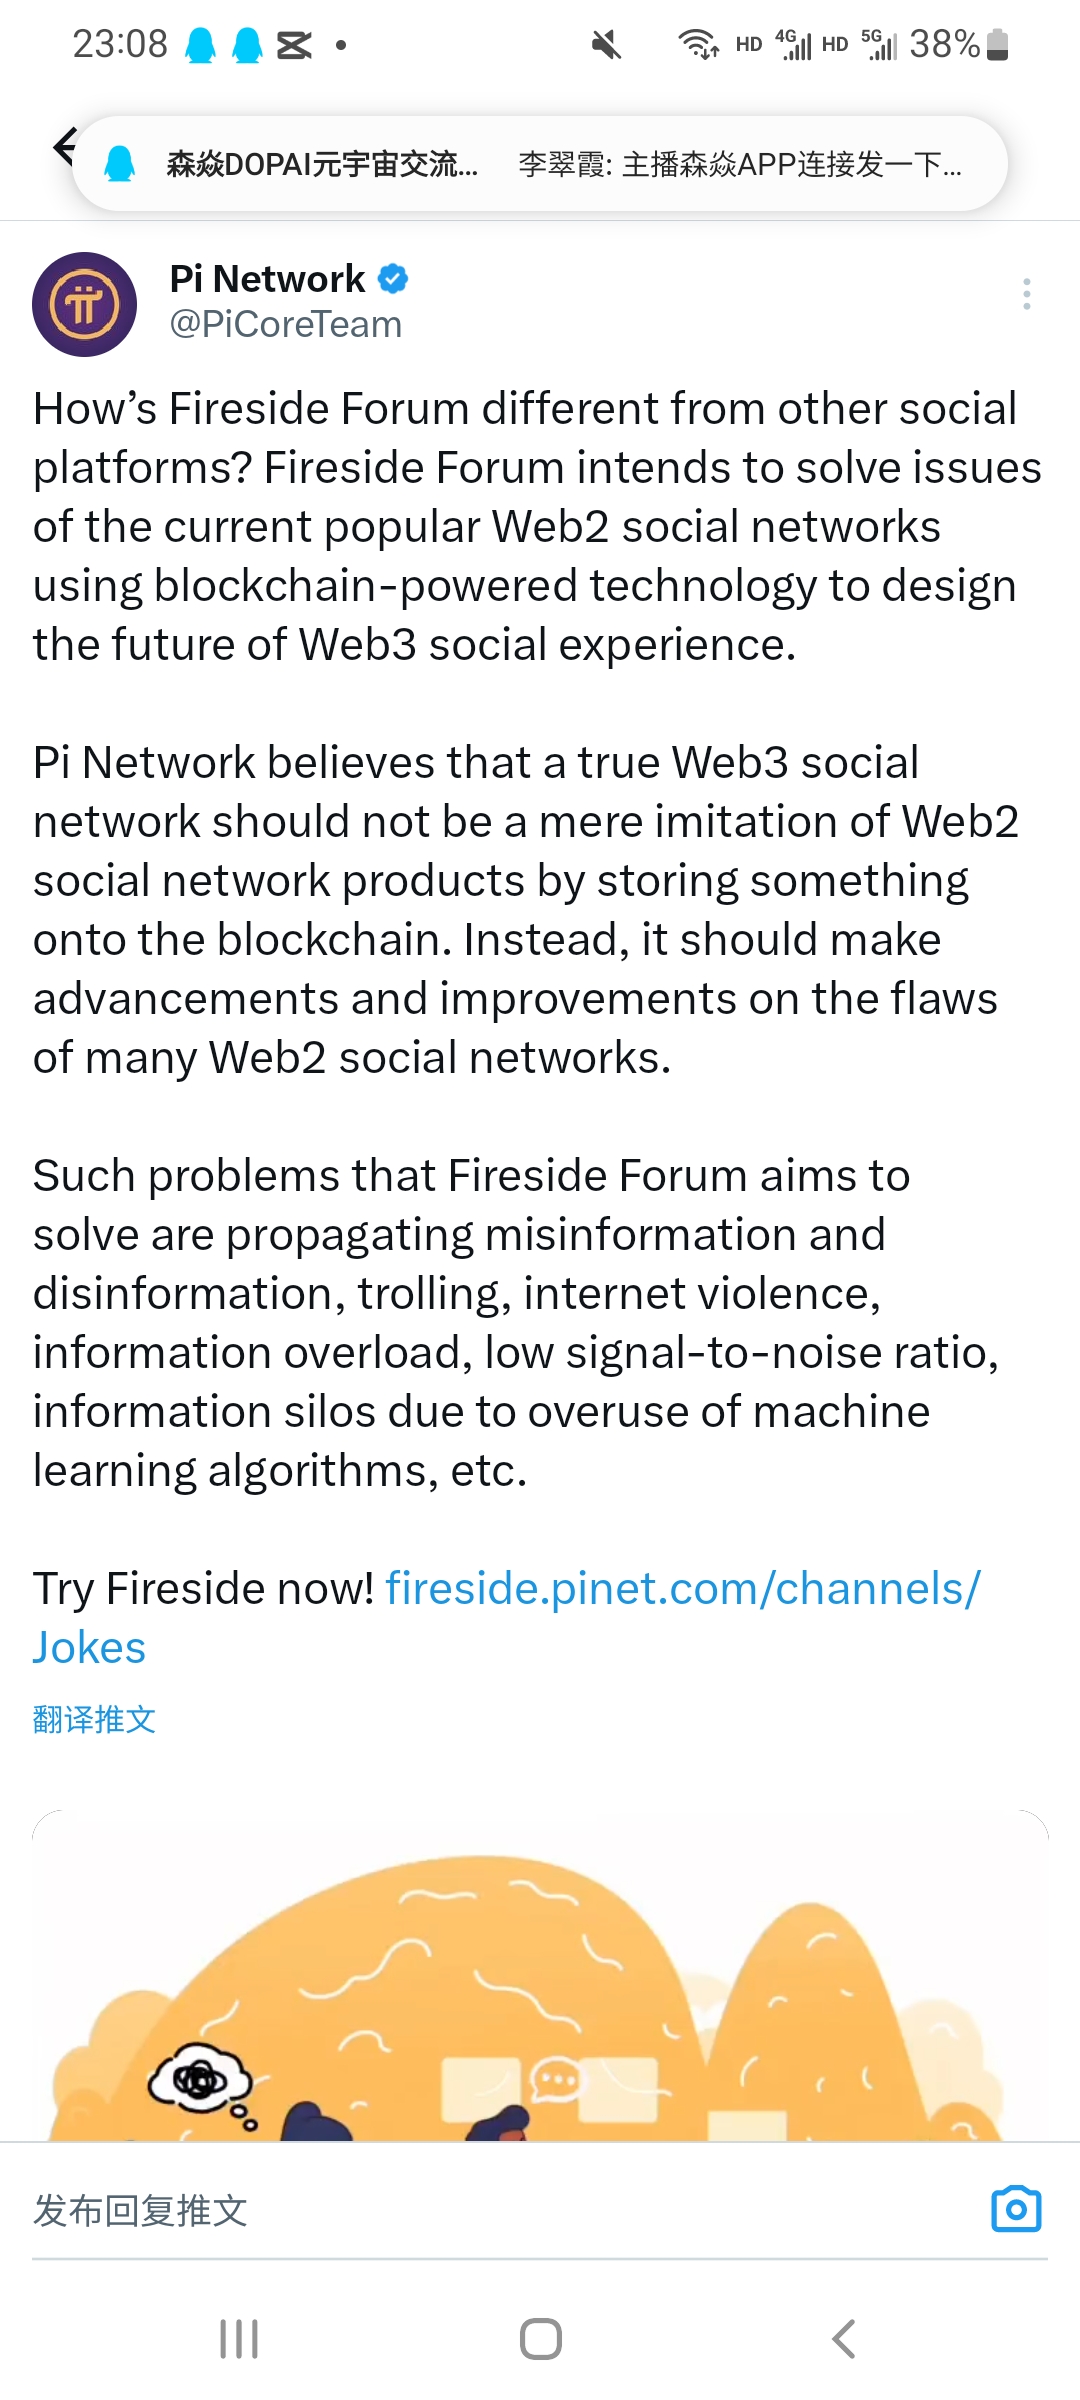 23:08 HD 4G HD 5G 38%
森焱DOPAI元宇宙交流... 李翠霞: 主播森焱APP连接发一下...
Pi Network
@PiCoreTeam
How’s Fireside Forum different from other social
platforms? Fireside Forum intends to solve issues
of the current popular Web2 social networks
using blockchain-powered technology to design
the future of Web3 social experience.
Pi Network believes that a true Web3 social
network should not be a mere imitation of Web2
social network products by storing something
onto the blockchain. Instead, it should make
advancements and improvements on the flaws
of many Web2 social networks.
Such problems that Fireside Forum aims to
solve are propagating misinformation and
disinformation, trolling, internet violence,
information overload, low signal-to-noise ratio,
information silos due to overuse of machine
learning algorithms, etc.
Try Fireside now! fireside.pinet.com/channels/
Jokes
翻译推文
发布回复推文